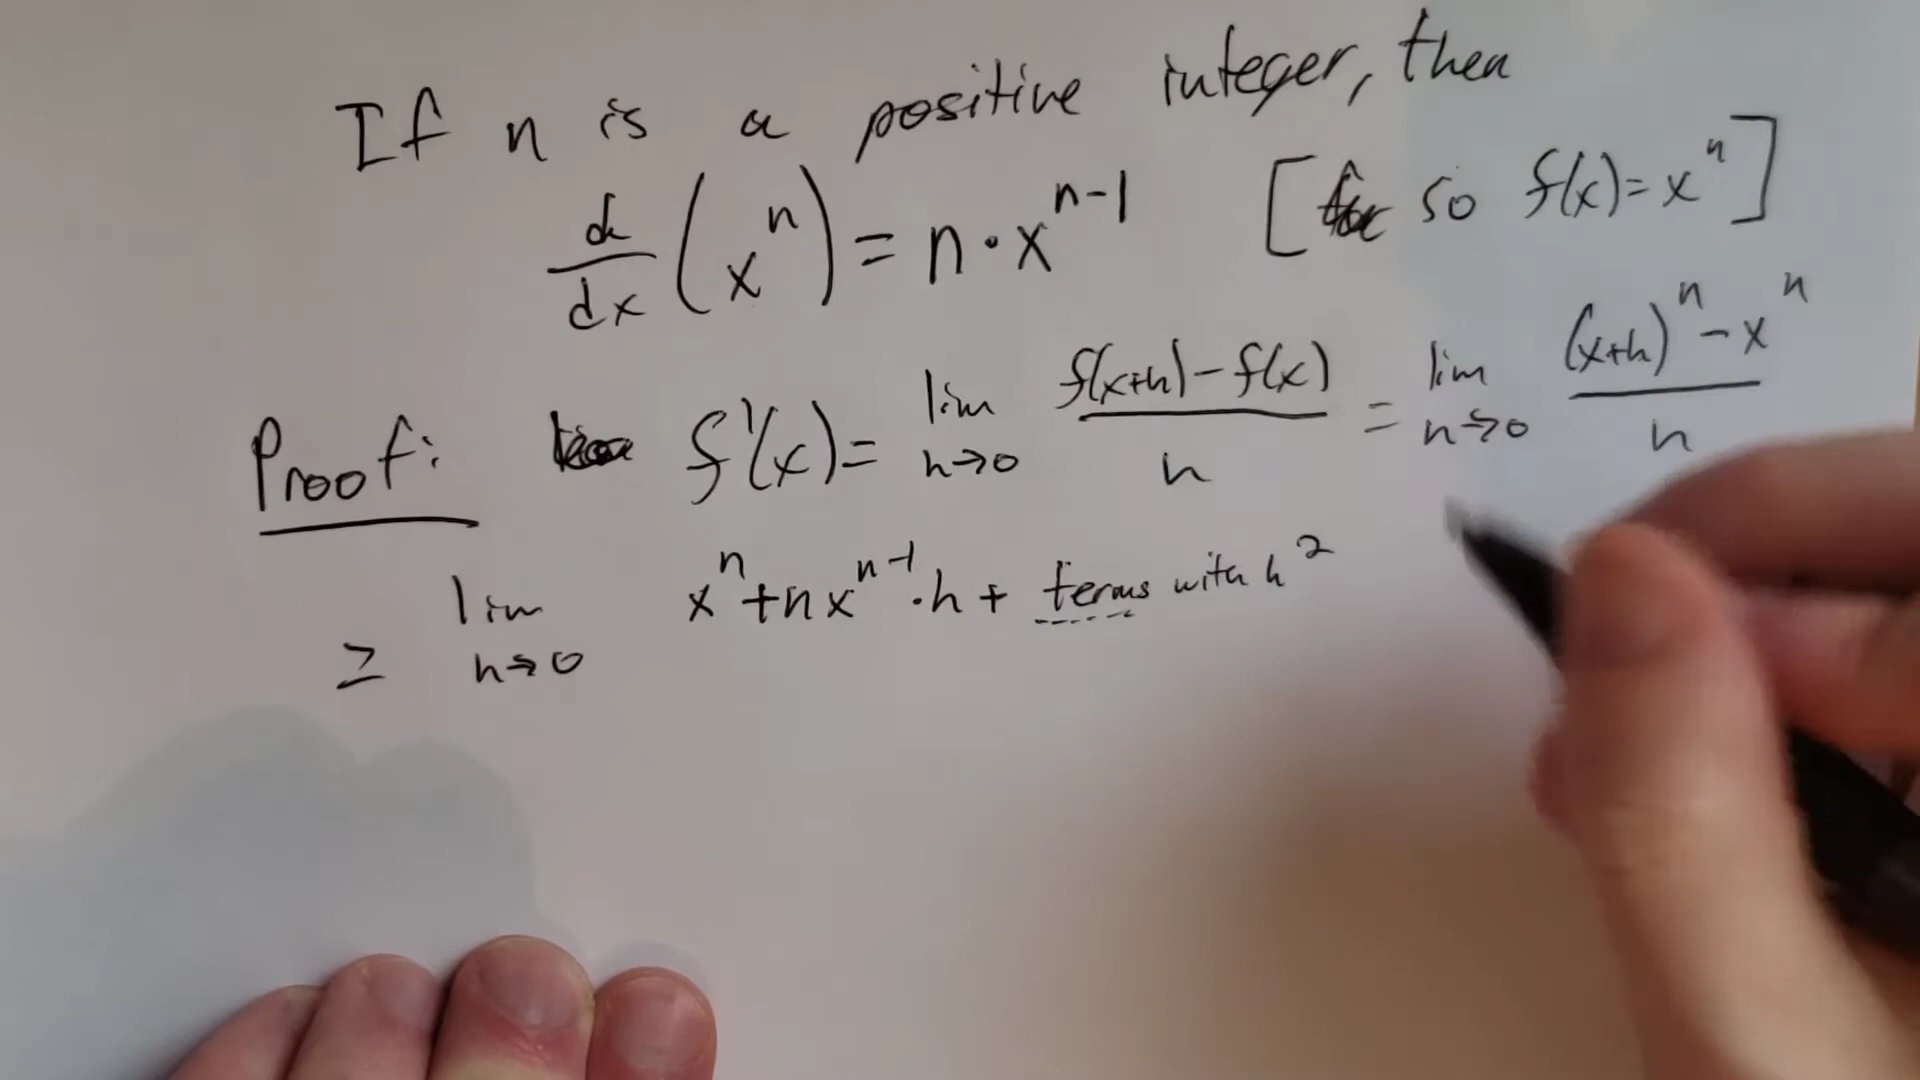 If n is a positive integer, then
d/dx (x^n) = n · x^(n-1) [so f(x) = x^n]
Proof: f'(x) = lim h→0 (f(x+h) - f(x))/h = lim h→0 ((x+h)^n - x^n)/h
= lim h→0 x^n + nx^(n-1) · h + terms with h^2